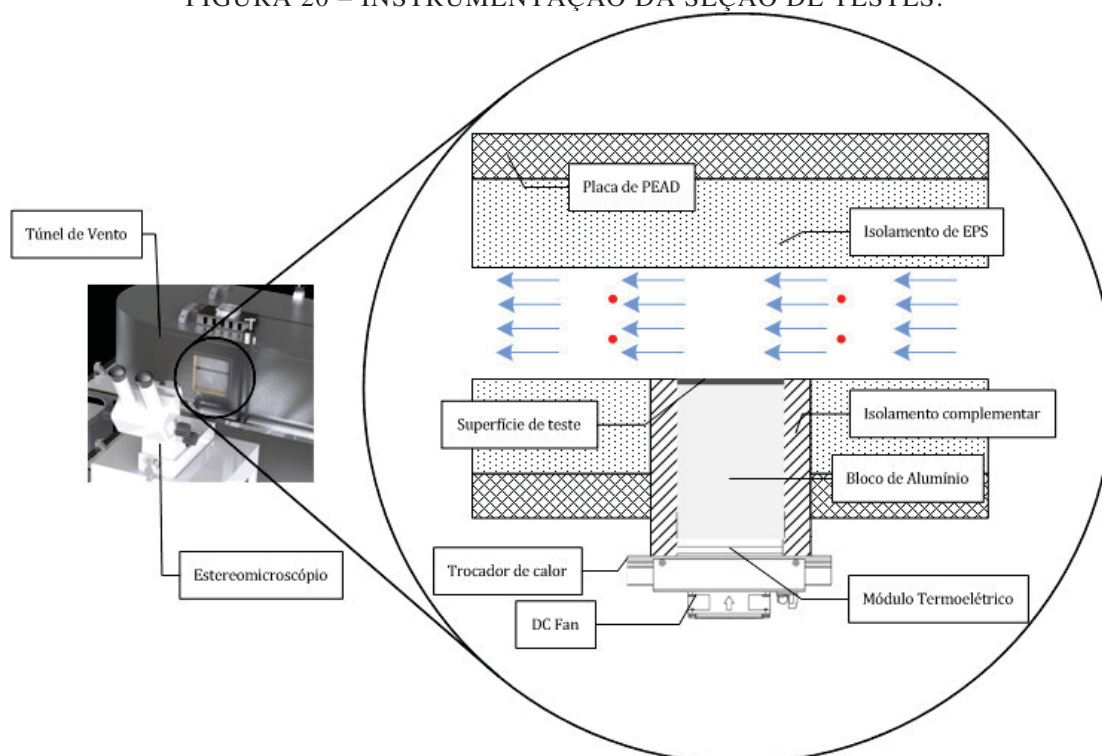 FIGURA 20 – INSTRUMENTAÇÃO DA SEÇÃO DE TESTES.
Placa de PEAD
Túnel de Vento
Isolamento de EPS
Superfície de teste
Isolamento complementar
Bloco de Alumínio
Trocador de calor
Estereomicroscópio
Módulo Termoelétrico
DC Fan